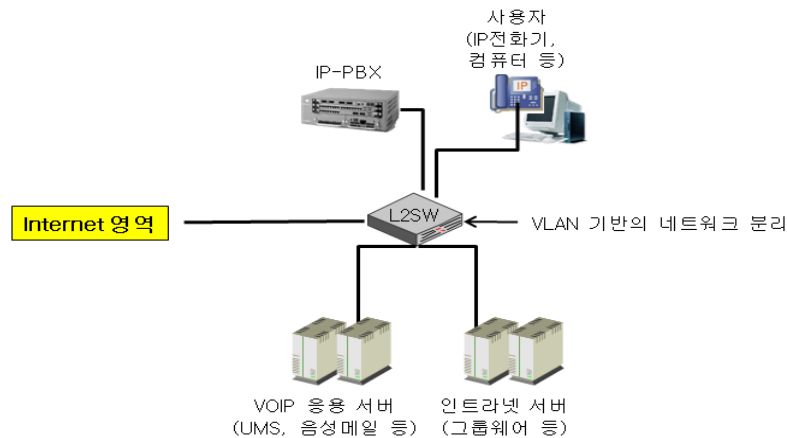 사용자
(IP전화기,
컴퓨터 등)
IP-PBX
IP
L2SW
Internet 영역
VLAN 기반의 네트워크 분리
VOIP 응용 서버
(UMS, 음성메일 등)
인트라넷 서버
(그룹웨어 등)